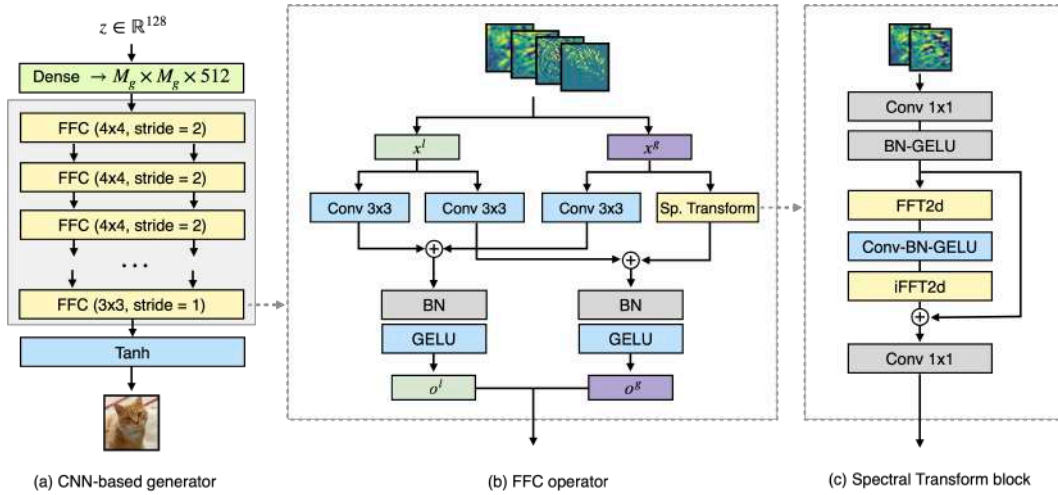 z ∈ ℝ¹²⁸
Dense → M_g × M_g × 512
FFC (4x4, stride = 2)
FFC (4x4, stride = 2)
FFC (4x4, stride = 2)
...
FFC (3x3, stride = 1)
Tanh
(a) CNN-based generator
x^l
x^g
Conv 3x3
Conv 3x3
Conv 3x3
Sp. Transform
+
+
BN
BN
GELU
GELU
o^l
o^g
(b) FFC operator
Conv 1x1
BN-GELU
FFT2d
Conv-BN-GELU
iFFT2d
+
Conv 1x1
(c) Spectral Transform block